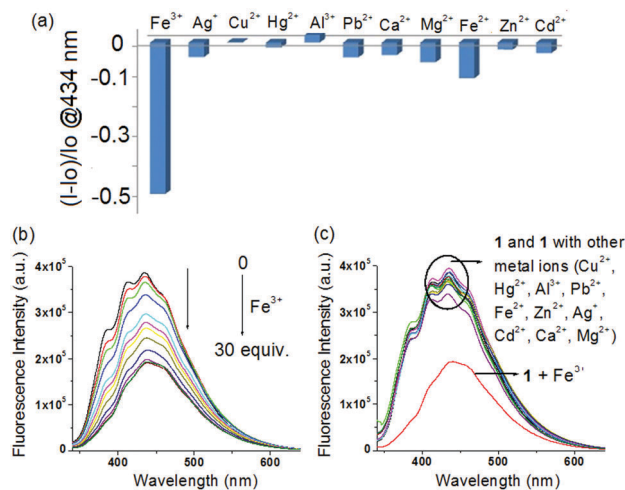 (a)
Fe³⁺ Ag⁺ Cu²⁺ Hg²⁺ Al³⁺ Pb²⁺ Ca²⁺ Mg²⁺ Fe²⁺ Zn²⁺ Cd²⁺
(I-Io)/Io @434 nm
0
-0.1
-0.3
-0.5
(b)
Fluorescence Intensity (a.u.)
4x10⁵
3x10⁵
2x10⁵
1x10⁵
0
0
Fe³⁺
30 equiv.
400 500 600
Wavelength (nm)
(c)
Fluorescence Intensity (a.u.)
4x10⁵
3x10⁵
2x10⁵
1x10⁵
0
1 and 1 with other
metal ions (Cu²⁺,
Hg²⁺, Al³⁺, Pb²⁺,
Fe²⁺, Zn²⁺, Ag⁺,
Cd²⁺, Ca²⁺, Mg²⁺)
1 + Fe³⁺
400 500 600
Wavelength (nm)